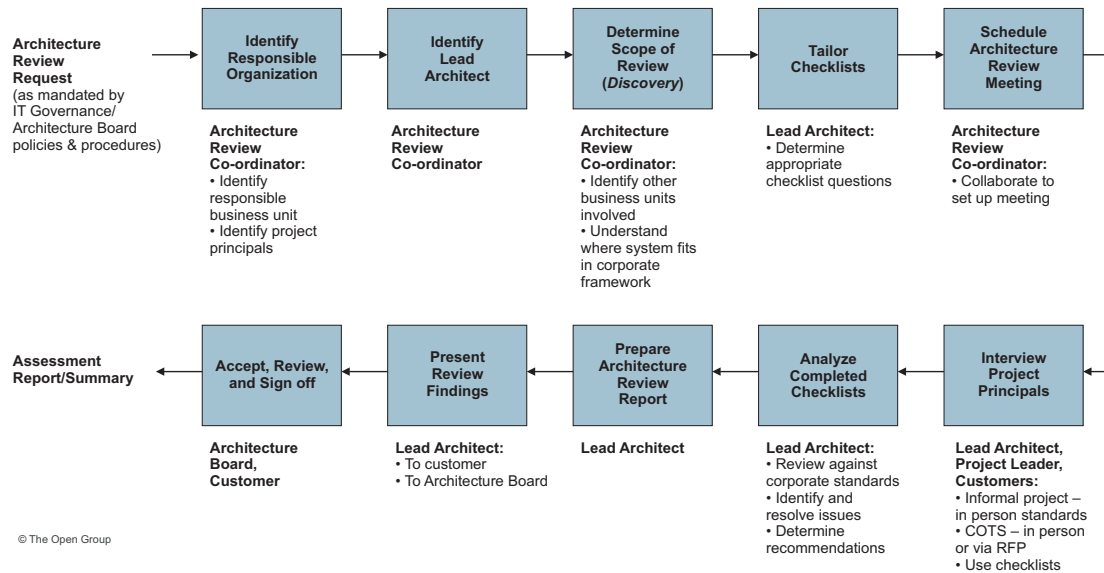 Architecture
Review
Request
(as mandated by
IT Governance/
Architecture Board
policies & procedures)
Identify
Responsible
Organization
Architecture
Review
Co-ordinator:
• Identify
responsible
business unit
• Identify project
principals
Identify
Lead
Architect
Architecture
Review
Co-ordinator
Determine
Scope of
Review
(Discovery)
Architecture
Review
Co-ordinator:
• Identify other
business units
involved
• Understand
where system fits
in corporate
framework
Tailor
Checklists
Lead Architect:
• Determine
appropriate
checklist questions
Schedule
Architecture
Review
Meeting
Architecture
Review
Co-ordinator:
• Collaborate to
set up meeting
Interview
Project
Principals
Lead Architect,
Project Leader,
Customers:
• Informal project –
in person standards
• COTS – in person
or via RFP
• Use checklists
Analyze
Completed
Checklists
Lead Architect:
• Review against
corporate standards
• Identify and
resolve issues
• Determine
recommendations
Prepare
Architecture
Review
Report
Lead Architect
Present
Review
Findings
Lead Architect:
• To customer
• To Architecture Board
Accept, Review,
and Sign off
Architecture
Board,
Customer
Assessment
Report/Summary
© The Open Group